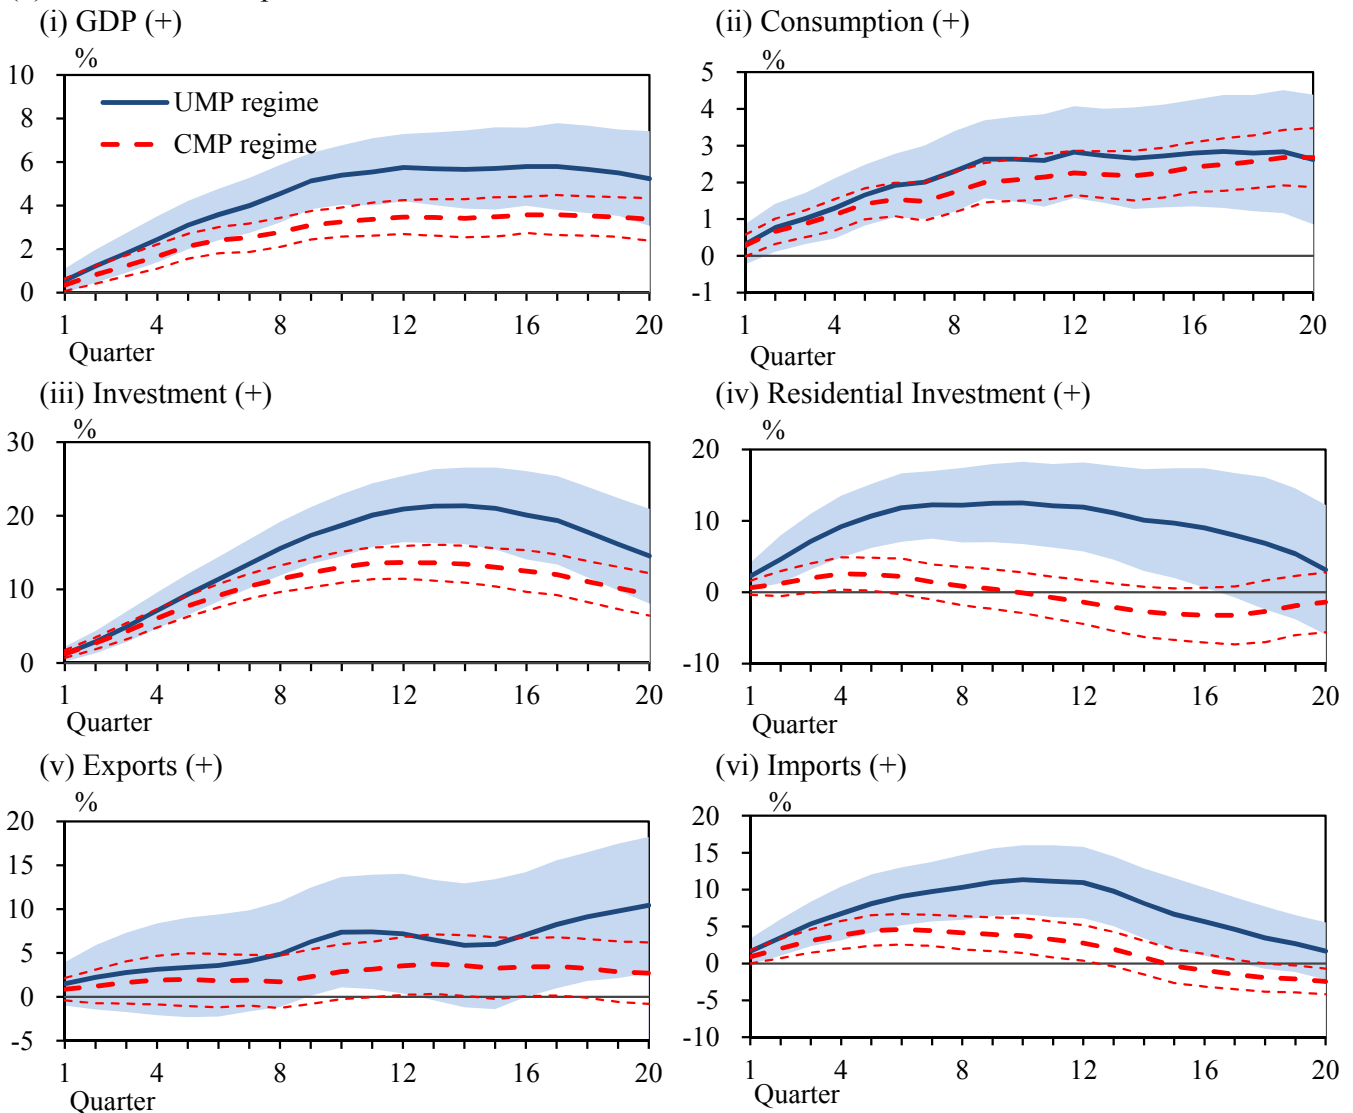 (i) GDP (+)
%
10
8
6
4
2
0
UMP regime
CMP regime
1 4 8 12 16 20
Quarter
(ii) Consumption (+)
%
5
4
3
2
1
0
-1
1 4 8 12 16 20
Quarter
(iii) Investment (+)
%
30
20
10
0
1 4 8 12 16 20
Quarter
(iv) Residential Investment (+)
%
20
10
0
-10
1 4 8 12 16 20
Quarter
(v) Exports (+)
%
20
15
10
5
0
-5
1 4 8 12 16 20
Quarter
(vi) Imports (+)
%
20
15
10
5
0
-5
-10
1 4 8 12 16 20
Quarter